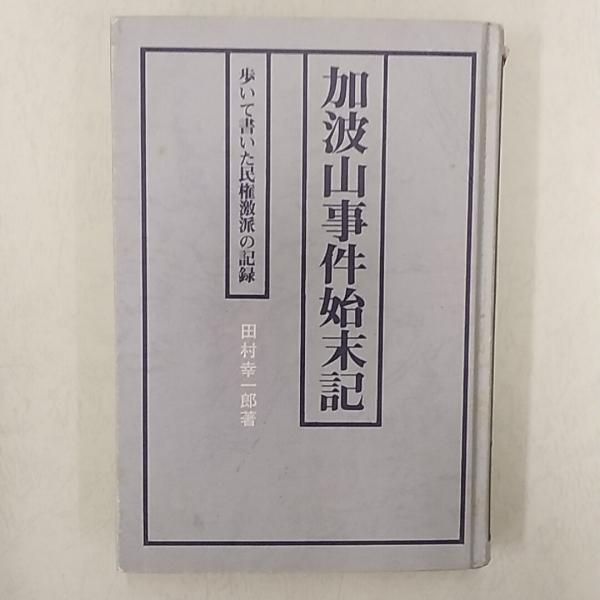 加波山事件始末記
歩いて書いた民権激派の記録
田村幸一郎著